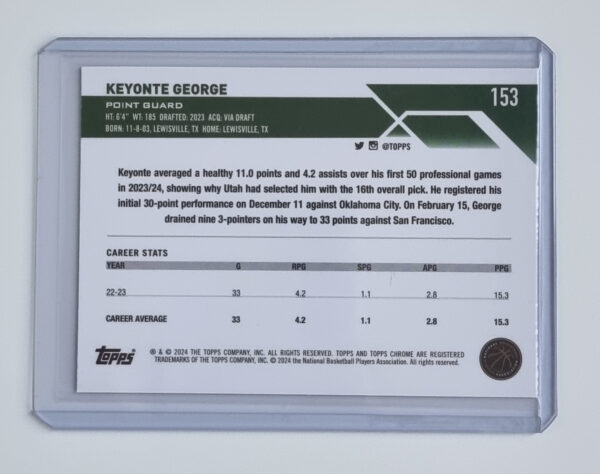 KEYONTE GEORGE
153
POINT GUARD
HT: 6'4" WT: 185 DRAFTED: 2023 ACQ: VIA DRAFT
BORN: 11-8-03, LEWISVILLE, TX HOME: LEWISVILLE, TX
@TOPPS
Keyonte averaged a healthy 11.0 points and 4.2 assists over his first 50 professional games
in 2023/24, showing why Utah had selected him with the 16th overall pick. He registered his
initial 30-point performance on December 11 against Oklahoma City. On February 15, George
drained nine 3-pointers on his way to 33 points against San Francisco.
CAREER STATS
YEAR G RPG SPG APG PPG
22-23 33 4.2 1.1 2.8 15.3
CAREER AVERAGE 33 4.2 1.1 2.8 15.3
Topps
® & © 2024 THE TOPPS COMPANY, INC. ALL RIGHTS RESERVED. TOPPS AND TOPPS CHROME ARE REGISTERED
TRADEMARKS OF THE TOPPS COMPANY, INC. © 2024 the National Basketball Players Association. All rights reserved.